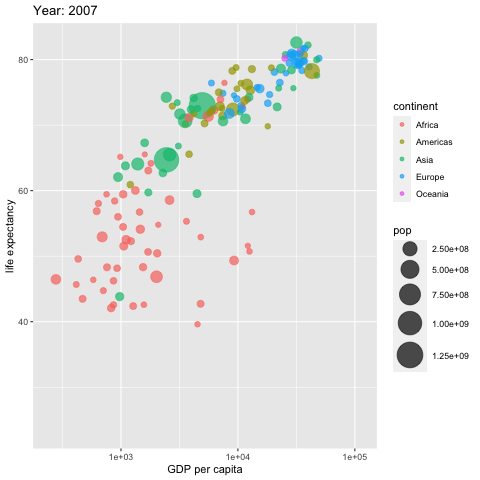 Year: 2007
80
60
40
life expectancy
1e+03
1e+04
1e+05
GDP per capita
continent
Africa
Americas
Asia
Europe
Oceania
pop
2.50e+08
5.00e+08
7.50e+08
1.00e+09
1.25e+09